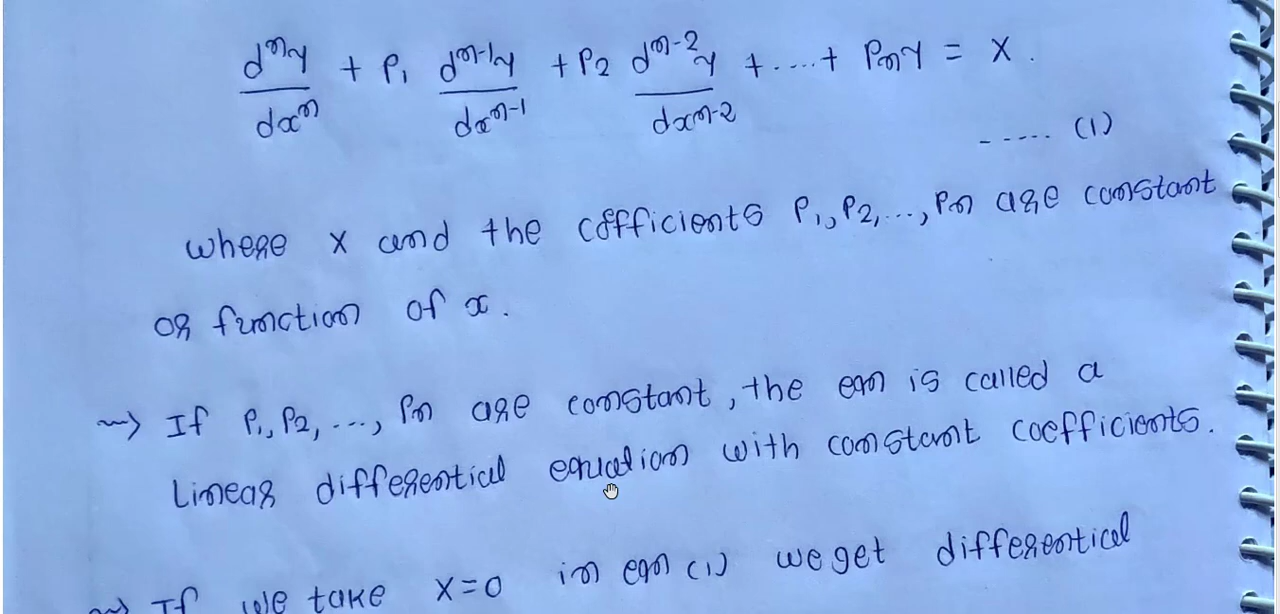 dⁿy/dxⁿ + P₁ dⁿ⁻¹y/dxⁿ⁻¹ + P₂ dⁿ⁻²y/dxⁿ⁻² + ..... + Pₙy = X.
----- (1)
where X and the cofficients P₁, P₂, ..., Pₙ are constant
or function of x.
⇝ If P₁, P₂, ..., Pₙ are constant, the eqn is called a
Linear differential equation with constant coefficients.
⇝ If we take X=0 in eqn (1) we get differential